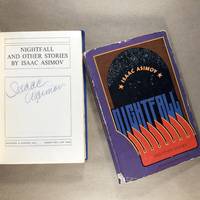 NIGHTFALL
AND OTHER STORIES
BY ISAAC ASIMOV
Isaac
Asimov
ISAAC ASIMOV
NIGHTFALL